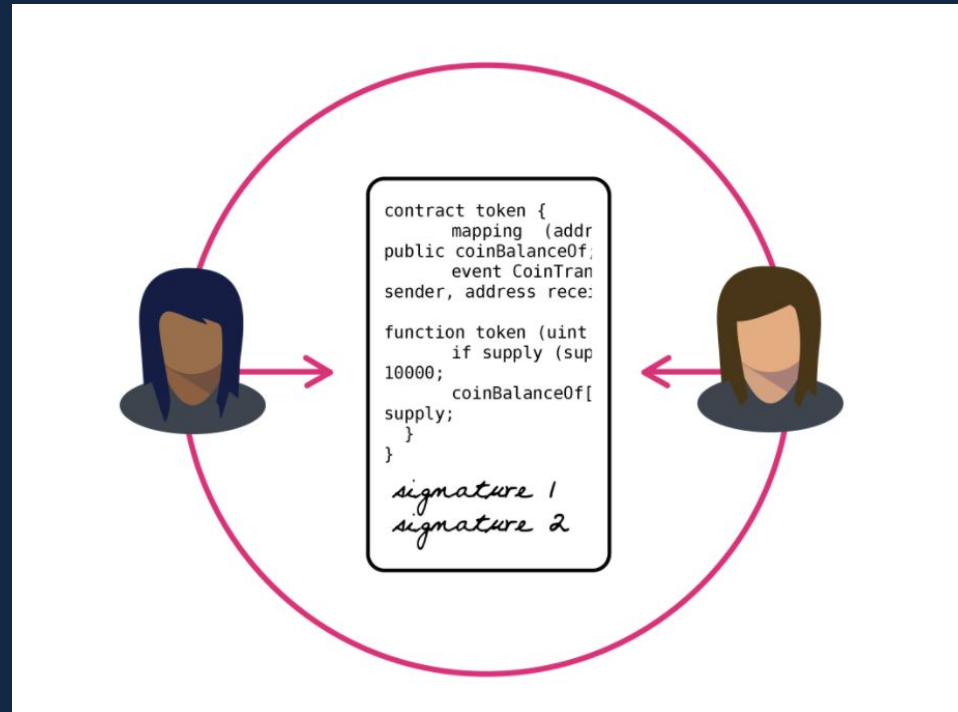 contract token {
mapping (addr
public coinBalanceOf;
event CoinTran
sender, address recei
function token (uint
if supply (sup
10000;
coinBalanceOf[
supply;
}
}
signature 1
signature 2